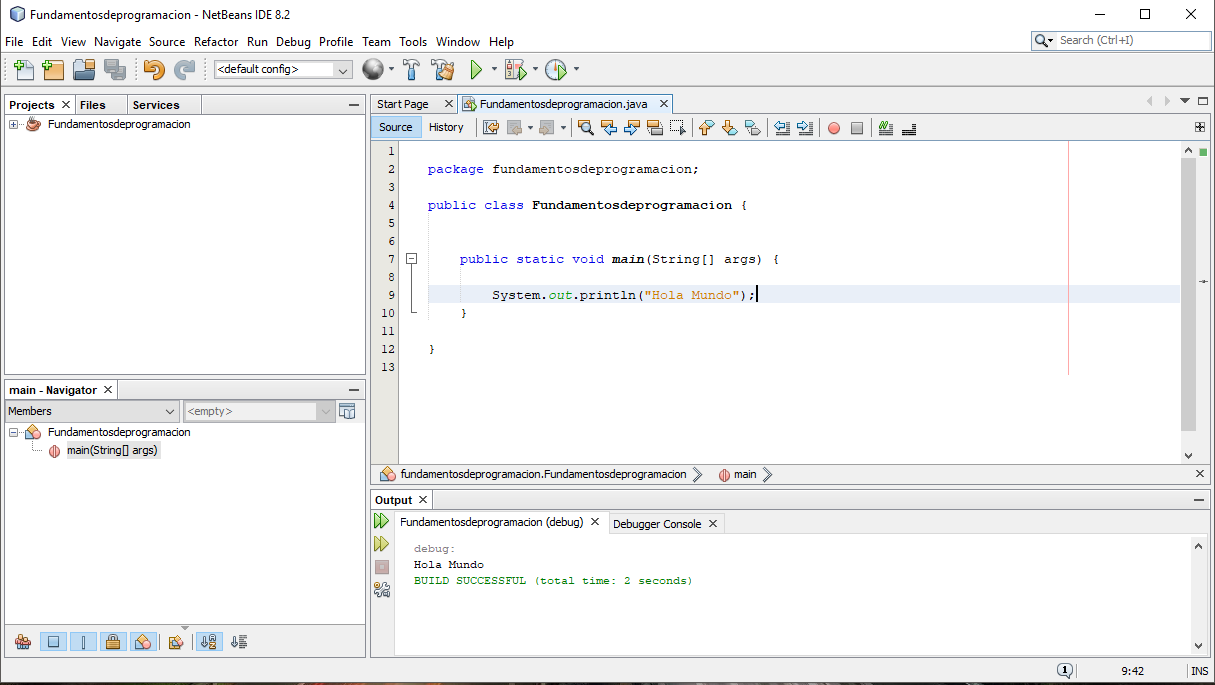 Fundamentosdeprogramacion - NetBeans IDE 8.2
File Edit View Navigate Source Refactor Run Debug Profile Team Tools Window Help
Search (Ctrl+I)
<default config>
Projects Files Services
Fundamentosdeprogramacion
Start Page Fundamentosdeprogramacion.java
Source History
1
2 package fundamentosdeprogramacion;
3
4 public class Fundamentosdeprogramacion {
5
6
7 public static void main(String[] args) {
8
9 System.out.println("Hola Mundo");
10 }
11
12 }
13
main - Navigator
Members <empty>
Fundamentosdeprogramacion
main(String[] args)
fundamentosdeprogramacion.Fundamentosdeprogramacion main
Output
Fundamentosdeprogramacion (debug) Debugger Console
debug:
Hola Mundo
BUILD SUCCESSFUL (total time: 2 seconds)
1 9:42 INS